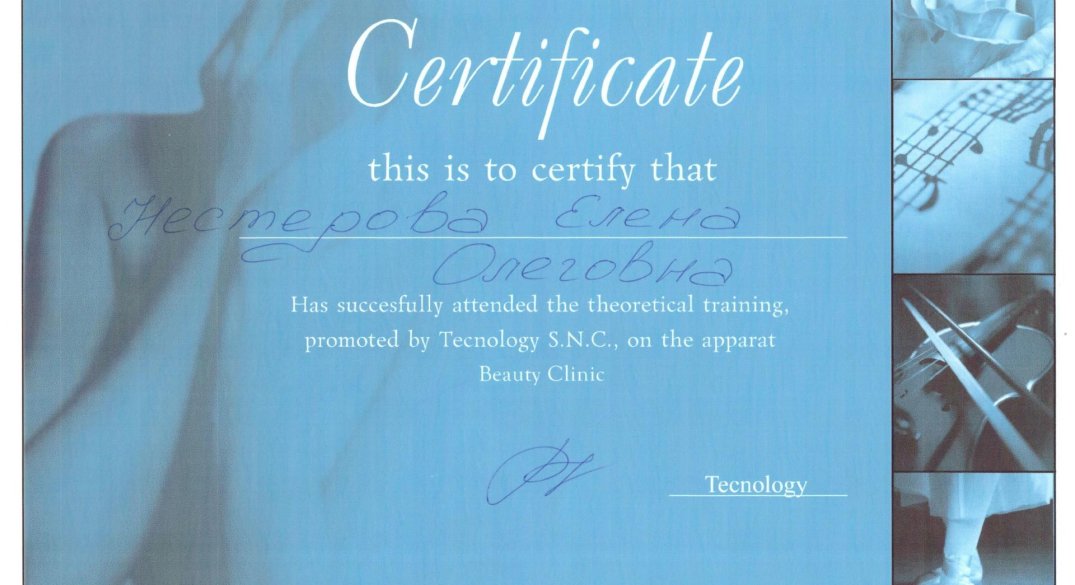 Certificate
this is to certify that
Нестерова Елена
Олеговна
Has succesfully attended the theoretical training,
promoted by Tecnology S.N.C., on the apparat
Beauty Clinic
Tecnology